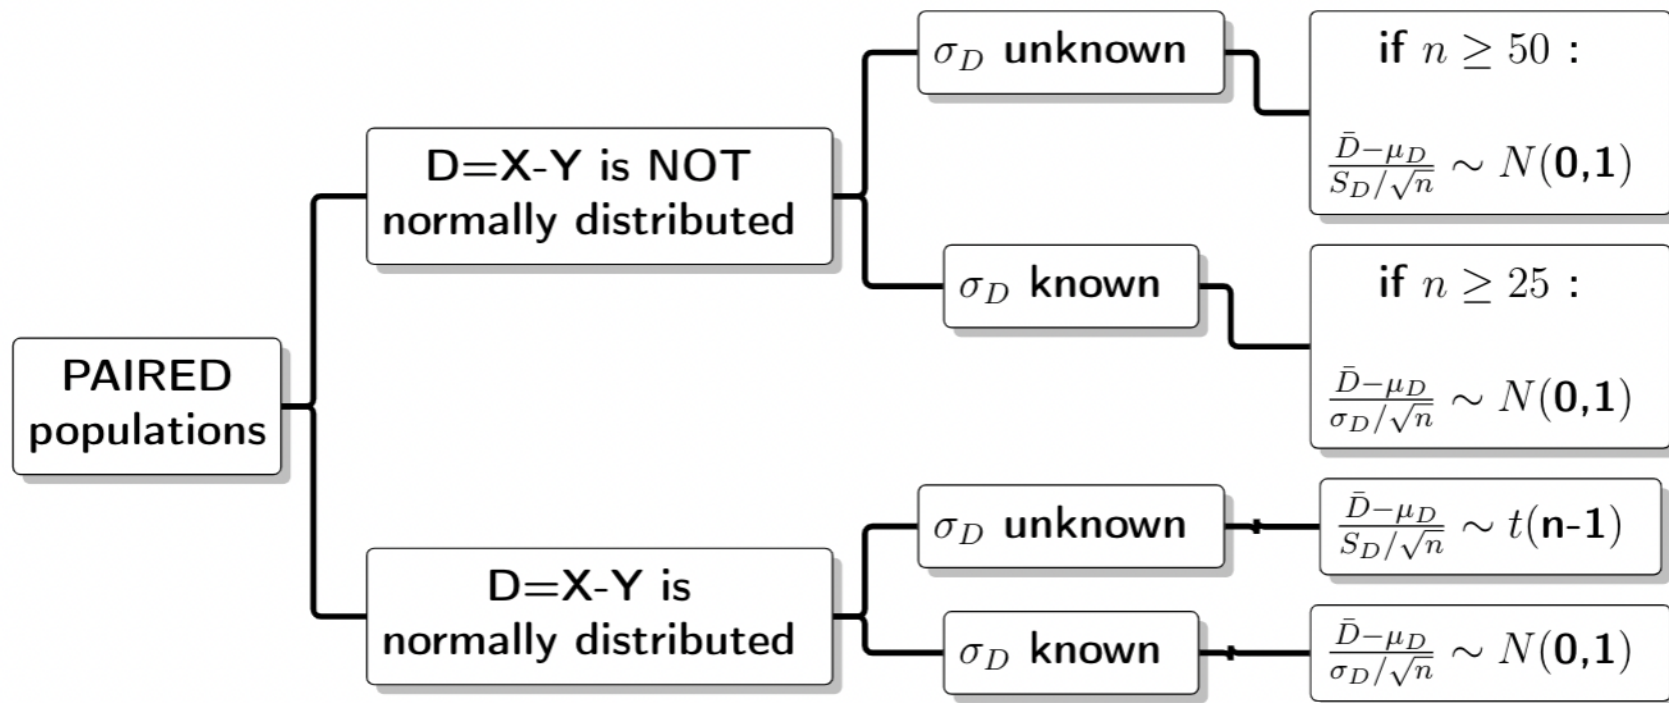 PAIRED
populations
D=X-Y is NOT
normally distributed
σ_D unknown
if n ≥ 50 :
D̄−μ_D / S_D/√n ∼ N(0,1)
σ_D known
if n ≥ 25 :
D̄−μ_D / σ_D/√n ∼ N(0,1)
D=X-Y is
normally distributed
σ_D unknown
D̄−μ_D / S_D/√n ∼ t(n-1)
σ_D known
D̄−μ_D / σ_D/√n ∼ N(0,1)